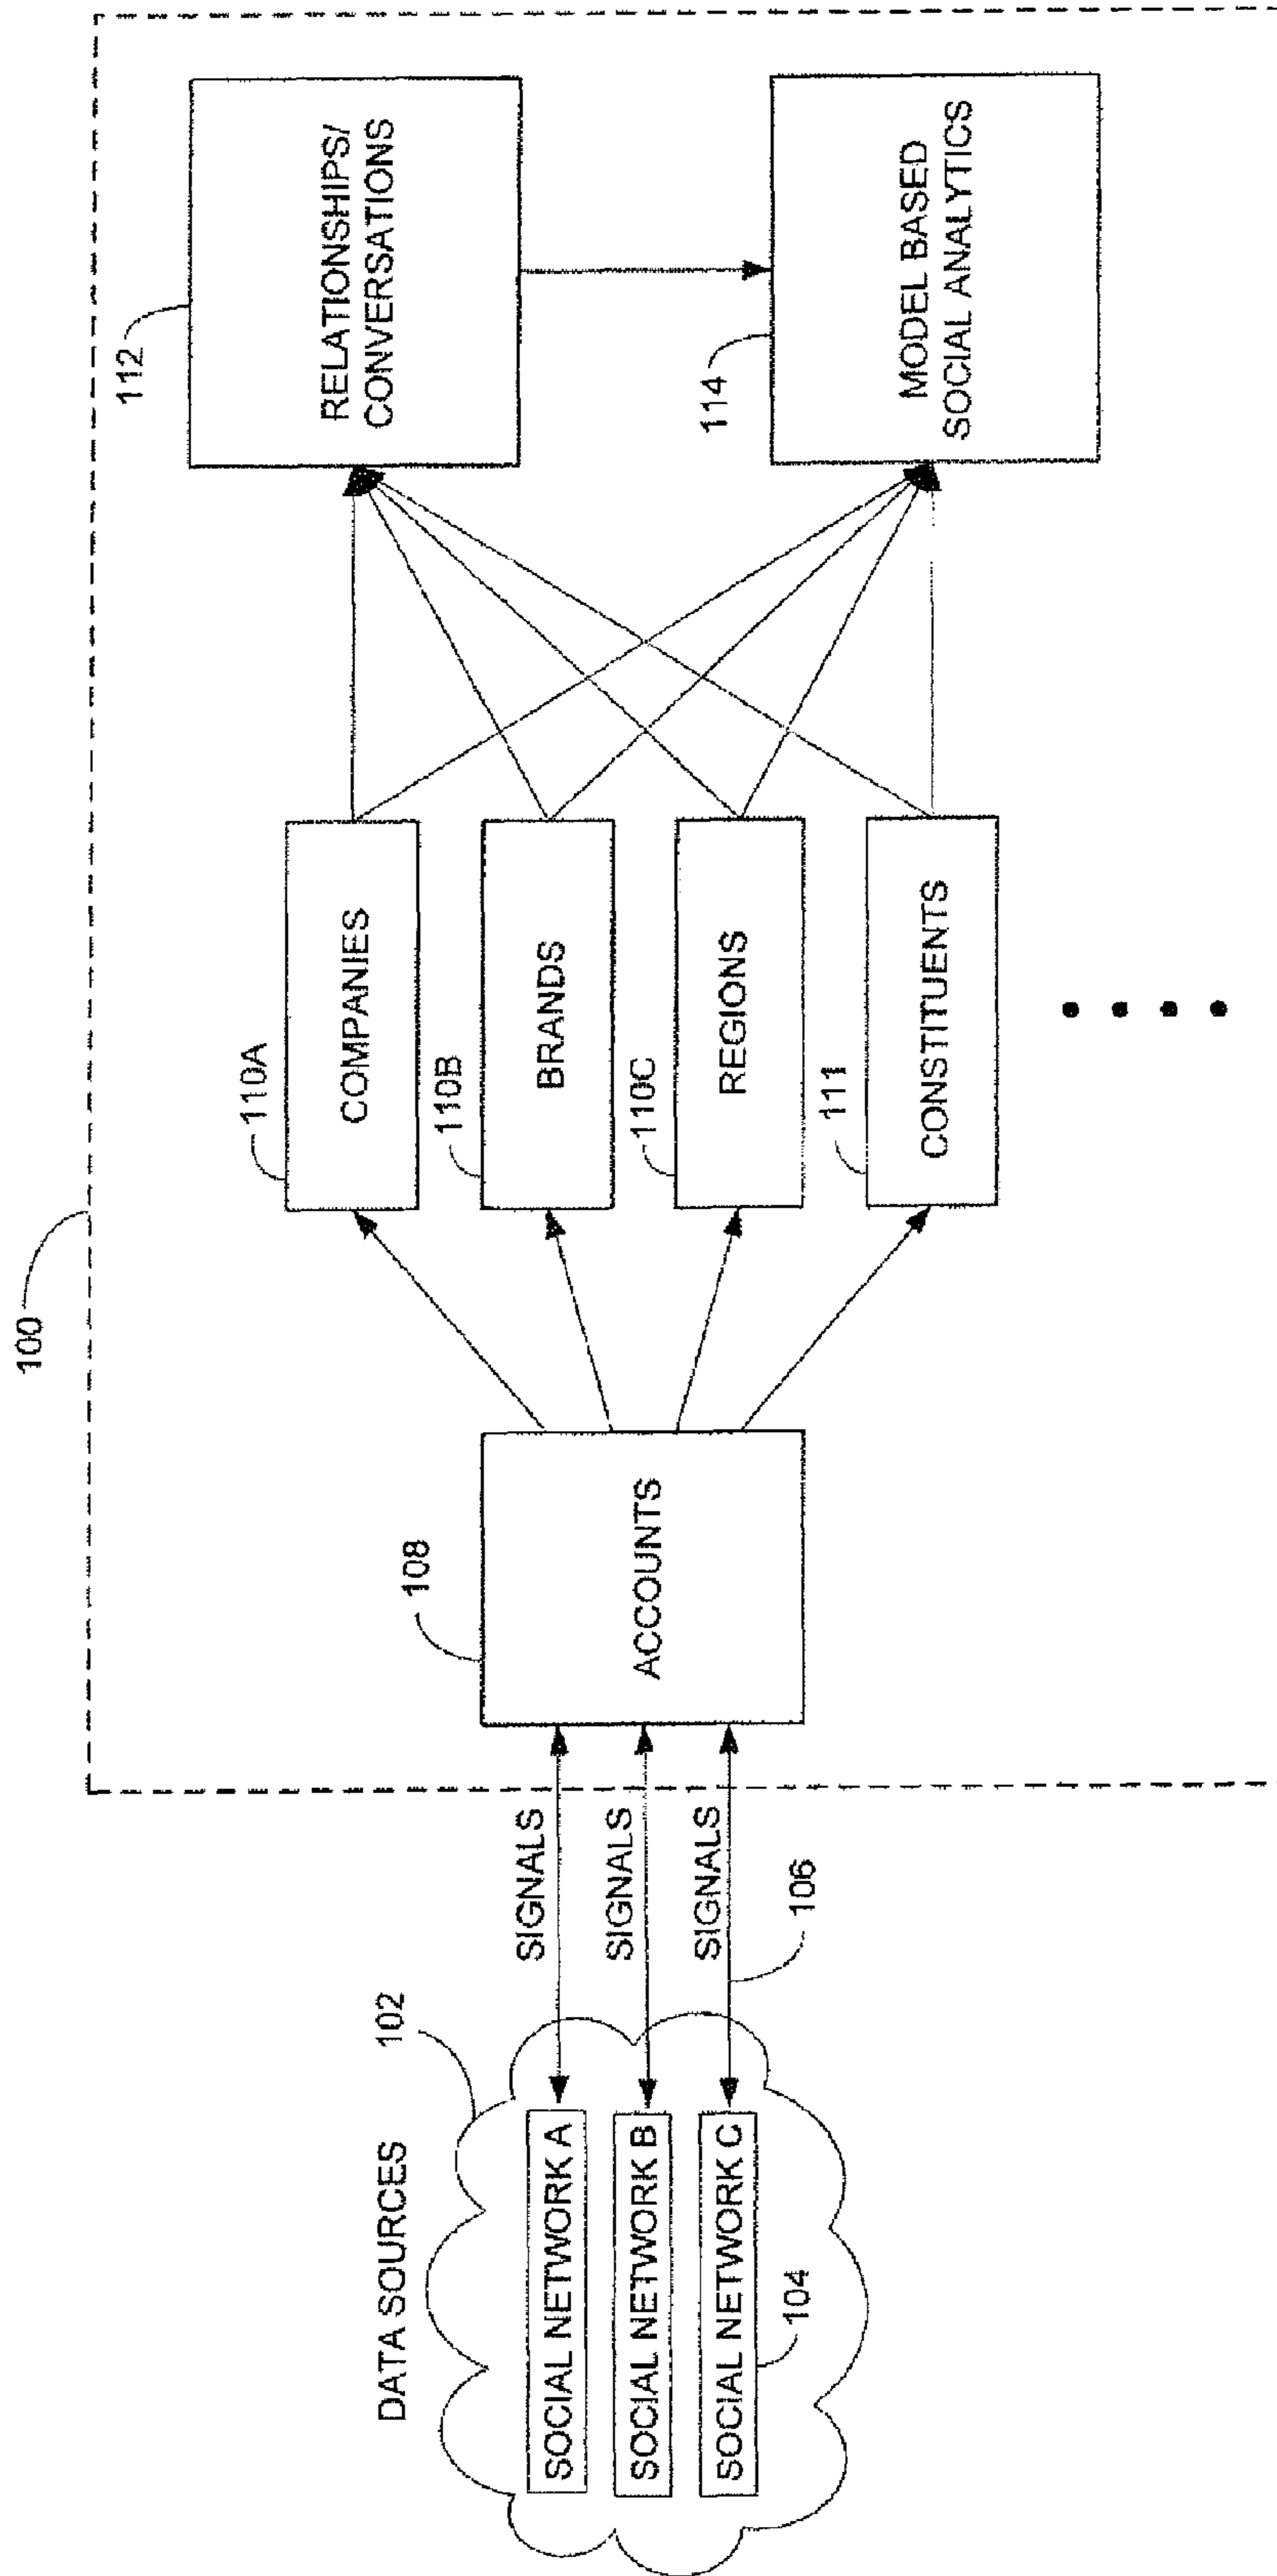 100
DATA SOURCES
102
SOCIAL NETWORK A
SOCIAL NETWORK B
SOCIAL NETWORK C
104
SIGNALS
SIGNALS
SIGNALS
106
108
ACCOUNTS
110A
COMPANIES
110B
BRANDS
110C
REGIONS
111
CONSTITUENTS
112
RELATIONSHIPS/
CONVERSATIONS
114
MODEL BASED
SOCIAL ANALYTICS